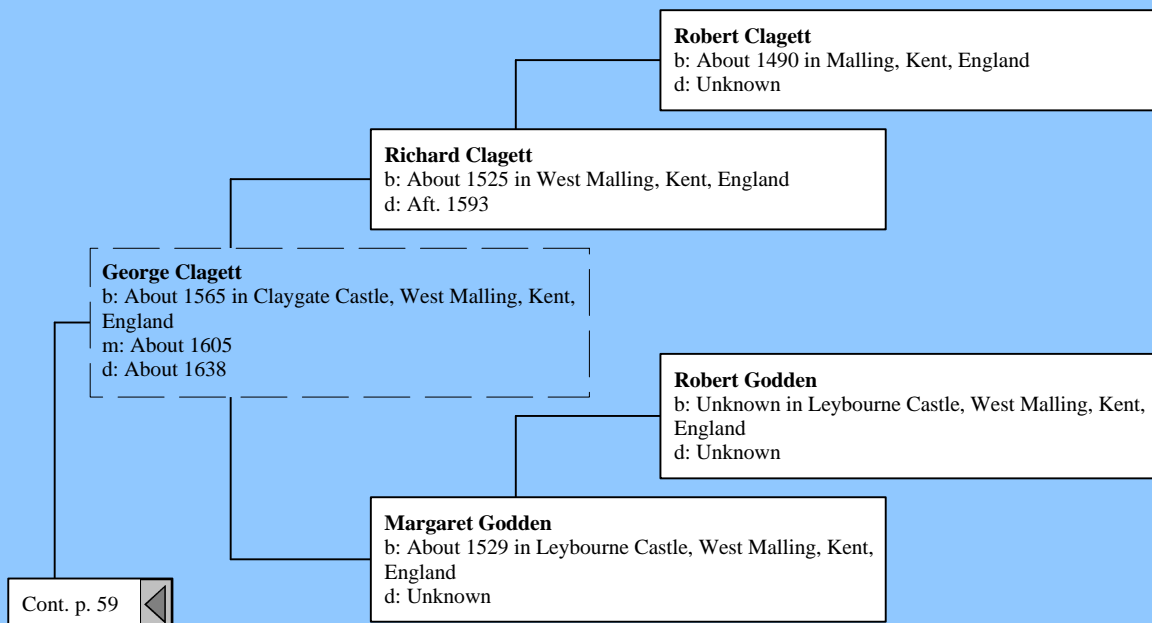 Robert Clagett
b: About 1490 in Malling, Kent, England
d: Unknown
Richard Clagett
b: About 1525 in West Malling, Kent, England
d: Aft. 1593
George Clagett
b: About 1565 in Claygate Castle, West Malling, Kent,
England
m: About 1605
d: About 1638
Robert Godden
b: Unknown in Leybourne Castle, West Malling, Kent,
England
d: Unknown
Margaret Godden
b: About 1529 in Leybourne Castle, West Malling, Kent,
England
d: Unknown
Cont. p. 59